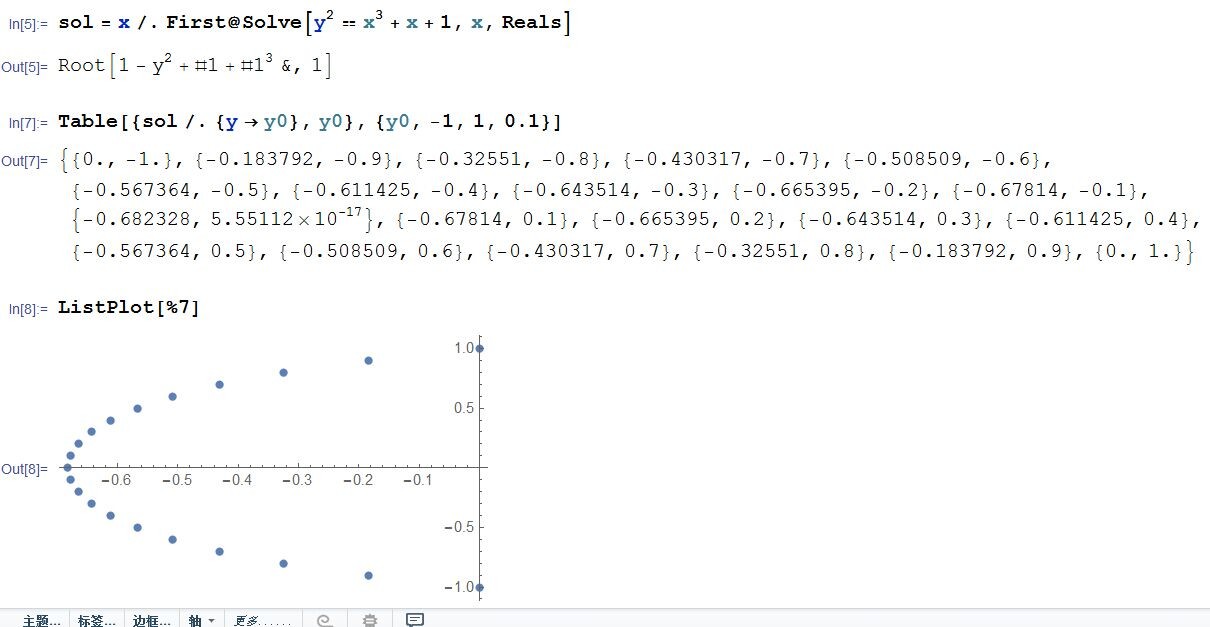 In[5]:= sol = x /. First@Solve[y² == x³ + x + 1, x, Reals]
Out[5]= Root[1 - y² + #1 + #1³ &, 1]
In[7]:= Table[{sol /. {y → y0}, y0}, {y0, -1, 1, 0.1}]
Out[7]= {{0., -1.}, {-0.183792, -0.9}, {-0.32551, -0.8}, {-0.430317, -0.7}, {-0.508509, -0.6},
{-0.567364, -0.5}, {-0.611425, -0.4}, {-0.643514, -0.3}, {-0.665395, -0.2}, {-0.67814, -0.1},
{-0.682328, 5.55112×10⁻¹⁷}, {-0.67814, 0.1}, {-0.665395, 0.2}, {-0.643514, 0.3}, {-0.611425, 0.4},
{-0.567364, 0.5}, {-0.508509, 0.6}, {-0.430317, 0.7}, {-0.32551, 0.8}, {-0.183792, 0.9}, {0., 1.}}
In[8]:= ListPlot[%7]
1.0
0.5
Out[8]=
-0.6 -0.5 -0.4 -0.3 -0.2 -0.1
-0.5
-1.0
主题... 标签... 边框... 轴 更多......